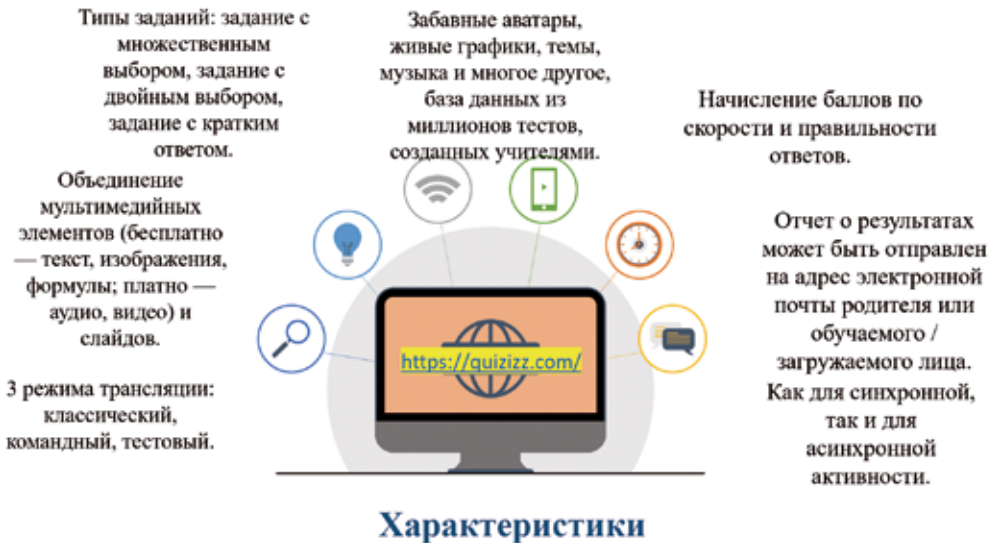 Типы заданий: задание с
множественным
выбором, задание с
двойным выбором,
задание с кратким
ответом.
Забавные аватары,
живые графики, темы,
музыка и многое другое,
база данных из
миллионов тестов,
созданных учителями.
Начисление баллов по
скорости и правильности
ответов.
Объединение
мультимедийных
элементов (бесплатно
— текст, изображения,
формулы; платно —
аудио, видео) и
слайдов.
Отчет о результатах
может быть отправлен
на адрес электронной
почты родителя или
обучаемого /
загружаемого лица.
https://quizizz.com/
3 режима трансляции:
классический,
командный, тестовый.
Как для синхронной,
так и для
асинхронной
активности.
Характеристики